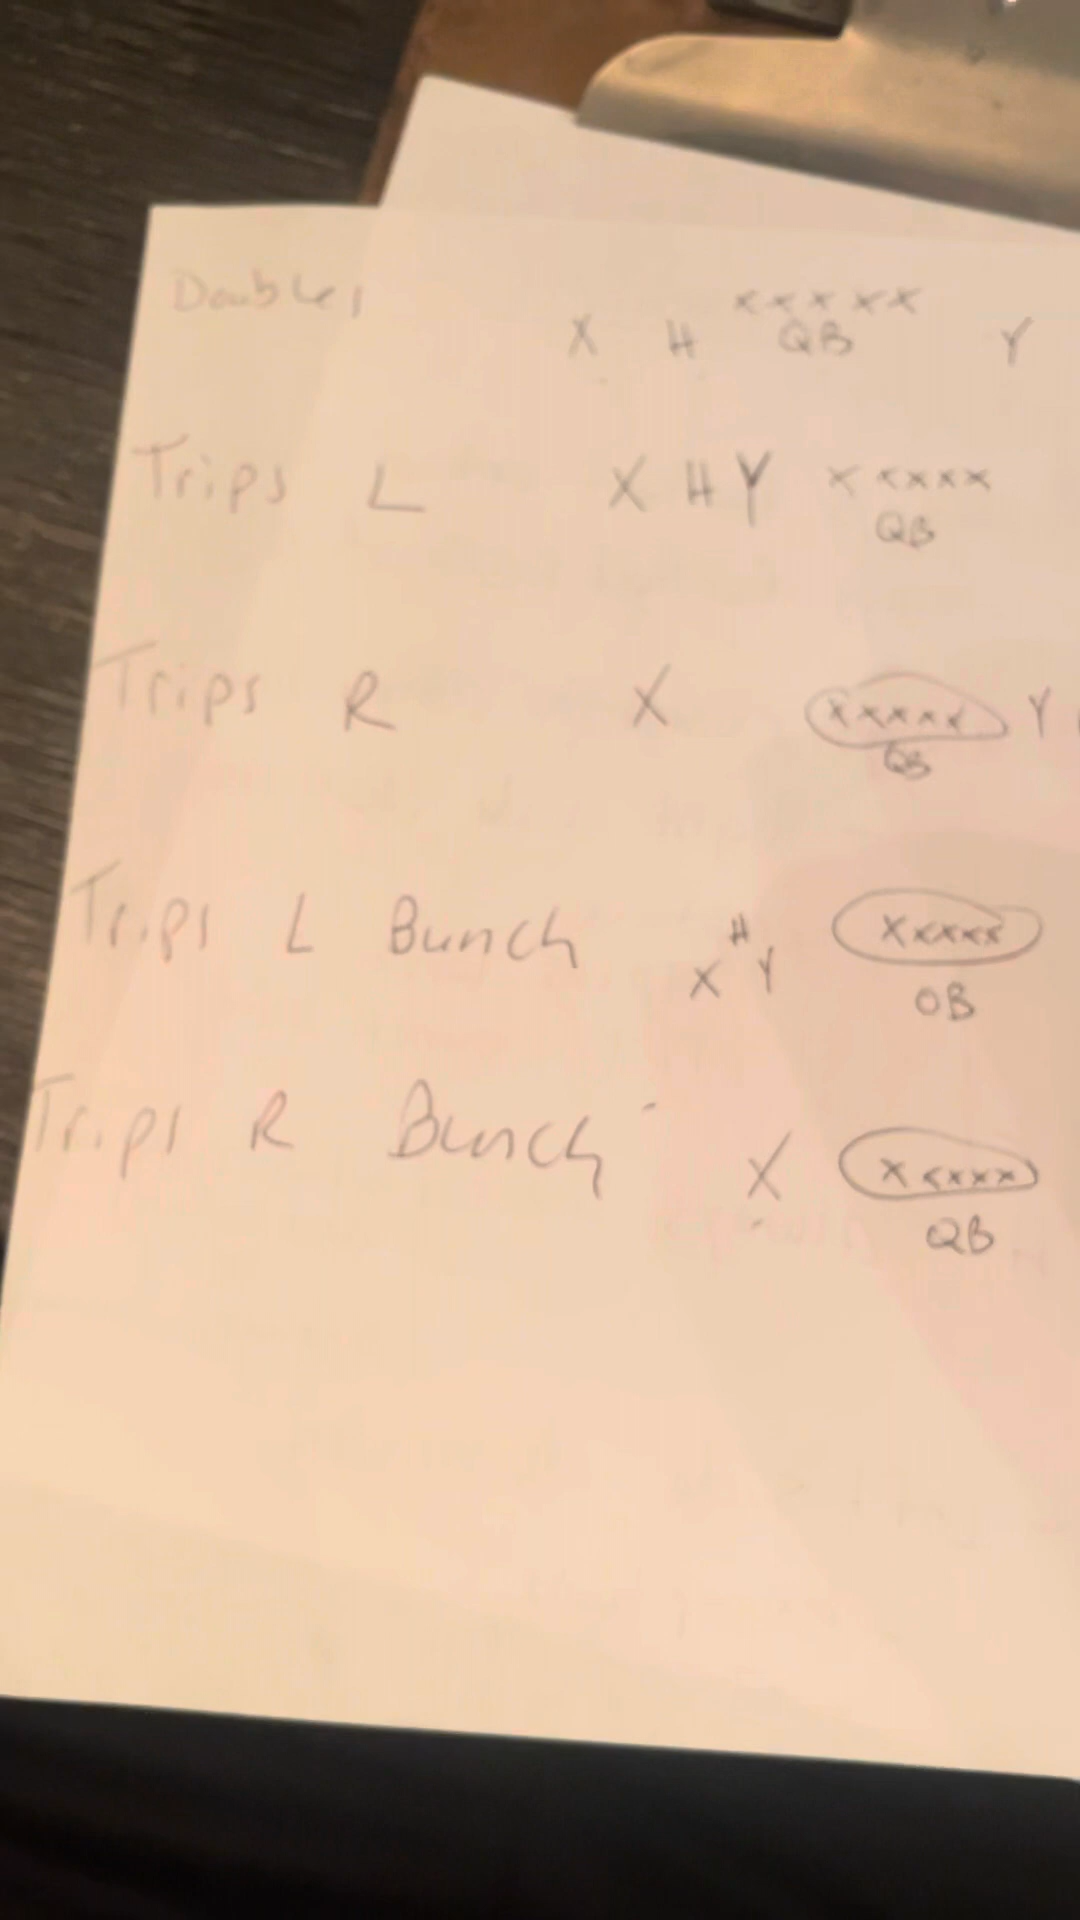 Doubles
X H XXXXX Y
QB
Trips L X H Y XXXXX
QB
Trips R X XXXXX Y
QB
Trips L Bunch X H Y XXXXX
QB
Trips R Bunch X XXXXX
QB